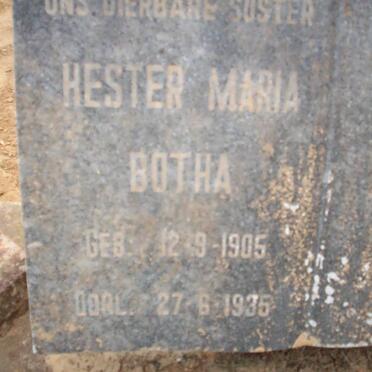 ONS DIERBARE SUSTER
HESTER MARIA
BOTHA
GEB. 12-9-1905
OORL. 27-6-1935